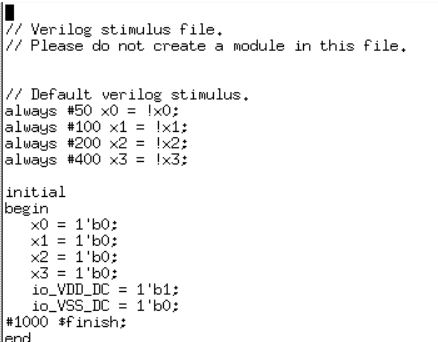 // Verilog stimulus file.
// Please do not create a module in this file.
// Default verilog stimulus.
always #50 x0 = !x0;
always #100 x1 = !x1;
always #200 x2 = !x2;
always #400 x3 = !x3;
initial
begin
x0 = 1'b0;
x1 = 1'b0;
x2 = 1'b0;
x3 = 1'b0;
io_VDD_DC = 1'b1;
io_VSS_DC = 1'b0;
#1000 $finish;
end